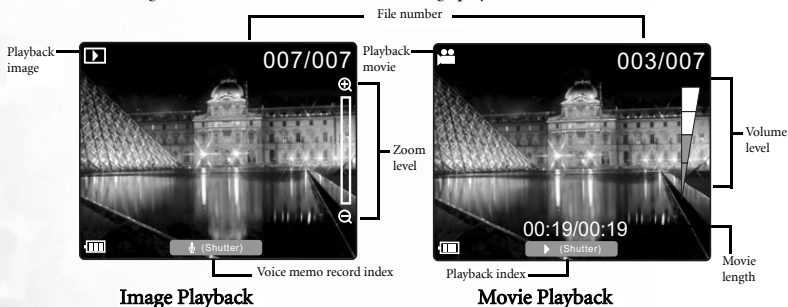 File number
Playback
image
007/007
Playback
movie
003/007
Zoom
level
Volume
level
00:19/00:19
(Shutter)
(Shutter)
Voice memo record index
Playback index
Movie
length
Image Playback
Movie Playback